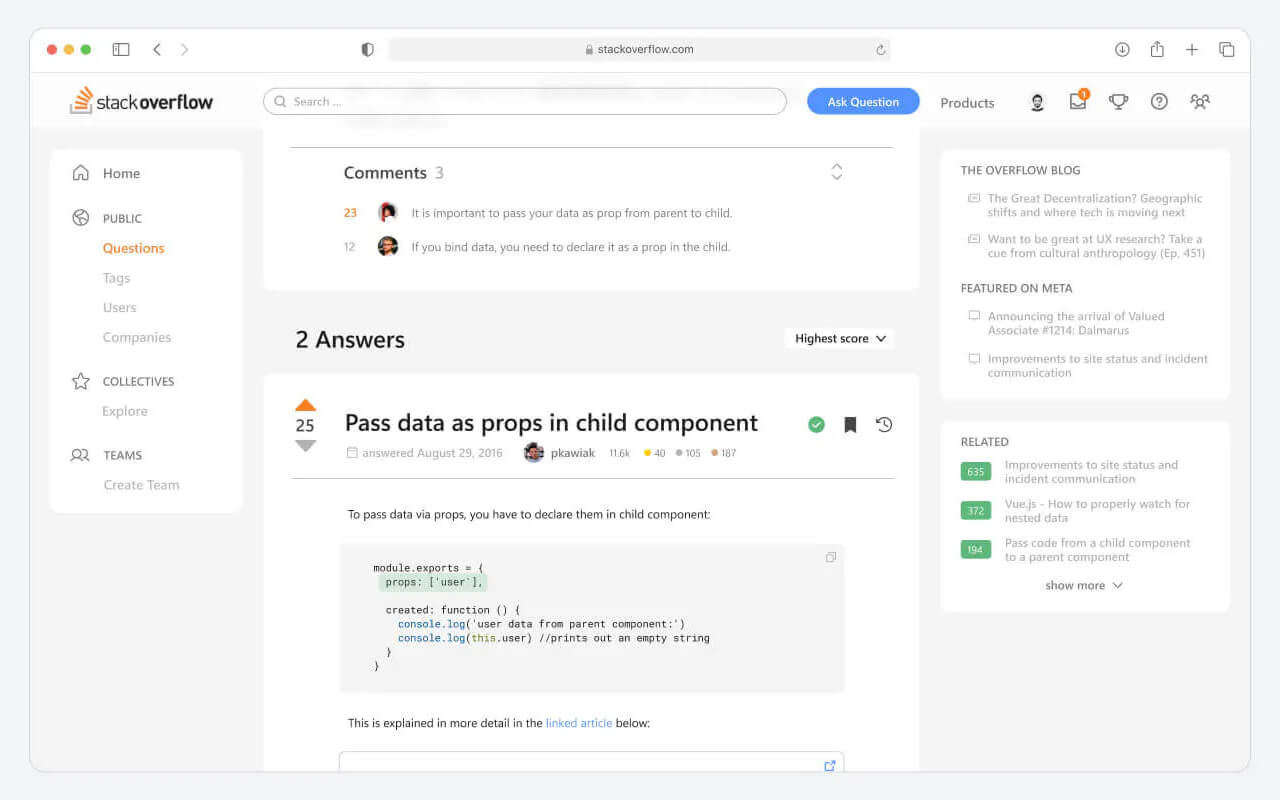 stackoverflow.com
stackoverflow
Search ...
Ask Question
Products
1
Home
PUBLIC
Questions
Tags
Users
Companies
COLLECTIVES
Explore
TEAMS
Create Team
Comments 3
23 It is important to pass your data as prop from parent to child.
12 If you bind data, you need to declare it as a prop in the child.
2 Answers
Highest score
25
Pass data as props in child component
answered August 29, 2016 pkawiak 11.6k 40 105 187
To pass data via props, you have to declare them in child component:
module.exports = {
props: ['user'],
created: function () {
console.log('user data from parent component:')
console.log(this.user) //prints out an empty string
}
}
This is explained in more detail in the linked article below:
THE OVERFLOW BLOG
The Great Decentralization? Geographic
shifts and where tech is moving next
Want to be great at UX research? Take a
cue from cultural anthropology (Ep. 451)
FEATURED ON META
Announcing the arrival of Valued
Associate #1214: Dalmarus
Improvements to site status and incident
communication
RELATED
635 Improvements to site status and
incident communication
372 Vue.js - How to properly watch for
nested data
194 Pass code from a child component
to a parent component
show more